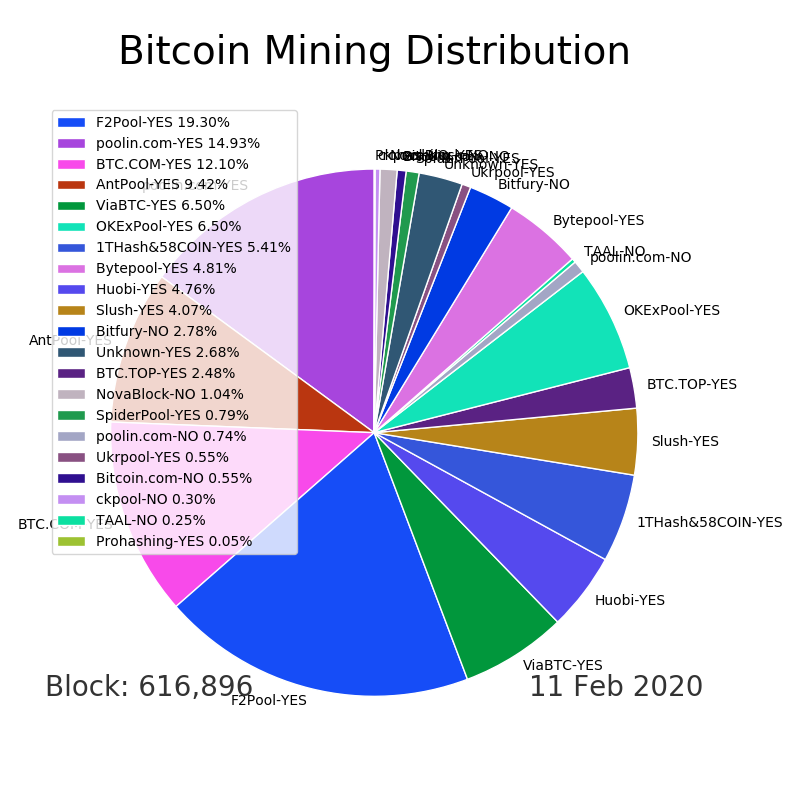 Bitcoin Mining Distribution
F2Pool-YES 19.30%
poolin.com-YES 14.93%
BTC.COM-YES 12.10%
AntPool-YES 9.42%
ViaBTC-YES 6.50%
OKExPool-YES 6.50%
1THash&58COIN-YES 5.41%
Bytepool-YES 4.81%
Huobi-YES 4.76%
Slush-YES 4.07%
Bitfury-NO 2.78%
Unknown-YES 2.68%
BTC.TOP-YES 2.48%
NovaBlock-NO 1.04%
SpiderPool-YES 0.79%
poolin.com-NO 0.74%
Ukrpool-YES 0.55%
Bitcoin.com-NO 0.55%
ckpool-NO 0.30%
TAAL-NO 0.25%
Prohashing-YES 0.05%
Unknown-YES
Ukrpool-YES
Bitfury-NO
Bytepool-YES
TAAL-NO
poolin.com-NO
OKExPool-YES
BTC.TOP-YES
Slush-YES
1THash&58COIN-YES
Huobi-YES
ViaBTC-YES
F2Pool-YES
BTC.COM-YES
AntPool-YES
poolin.com-YES
Block: 616,896
11 Feb 2020